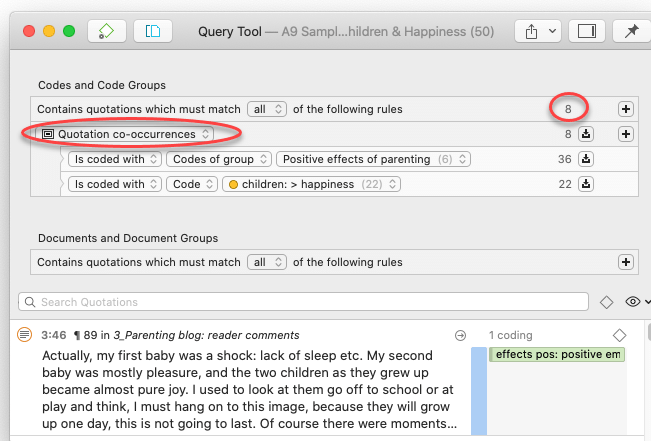 Query Tool — A9 Sampl...hildren & Happiness (50)
Codes and Code Groups
Contains quotations which must match all of the following rules 8
Quotation co-occurrences 8
Is coded with Codes of group Positive effects of parenting (6) 36
Is coded with Code children: > happiness (22) 22
Documents and Document Groups
Contains quotations which must match all of the following rules
Search Quotations
3:46 ¶ 89 in 3_Parenting blog: reader comments 1 coding
Actually, my first baby was a shock: lack of sleep etc. My second effects pos: positive em
baby was mostly pleasure, and the two children as they grew up
became almost pure joy. I used to look at them go off to school or at
play and think, I must hang on to this image, because they will grow
up one day, this is not going to last. Of course there were moments...